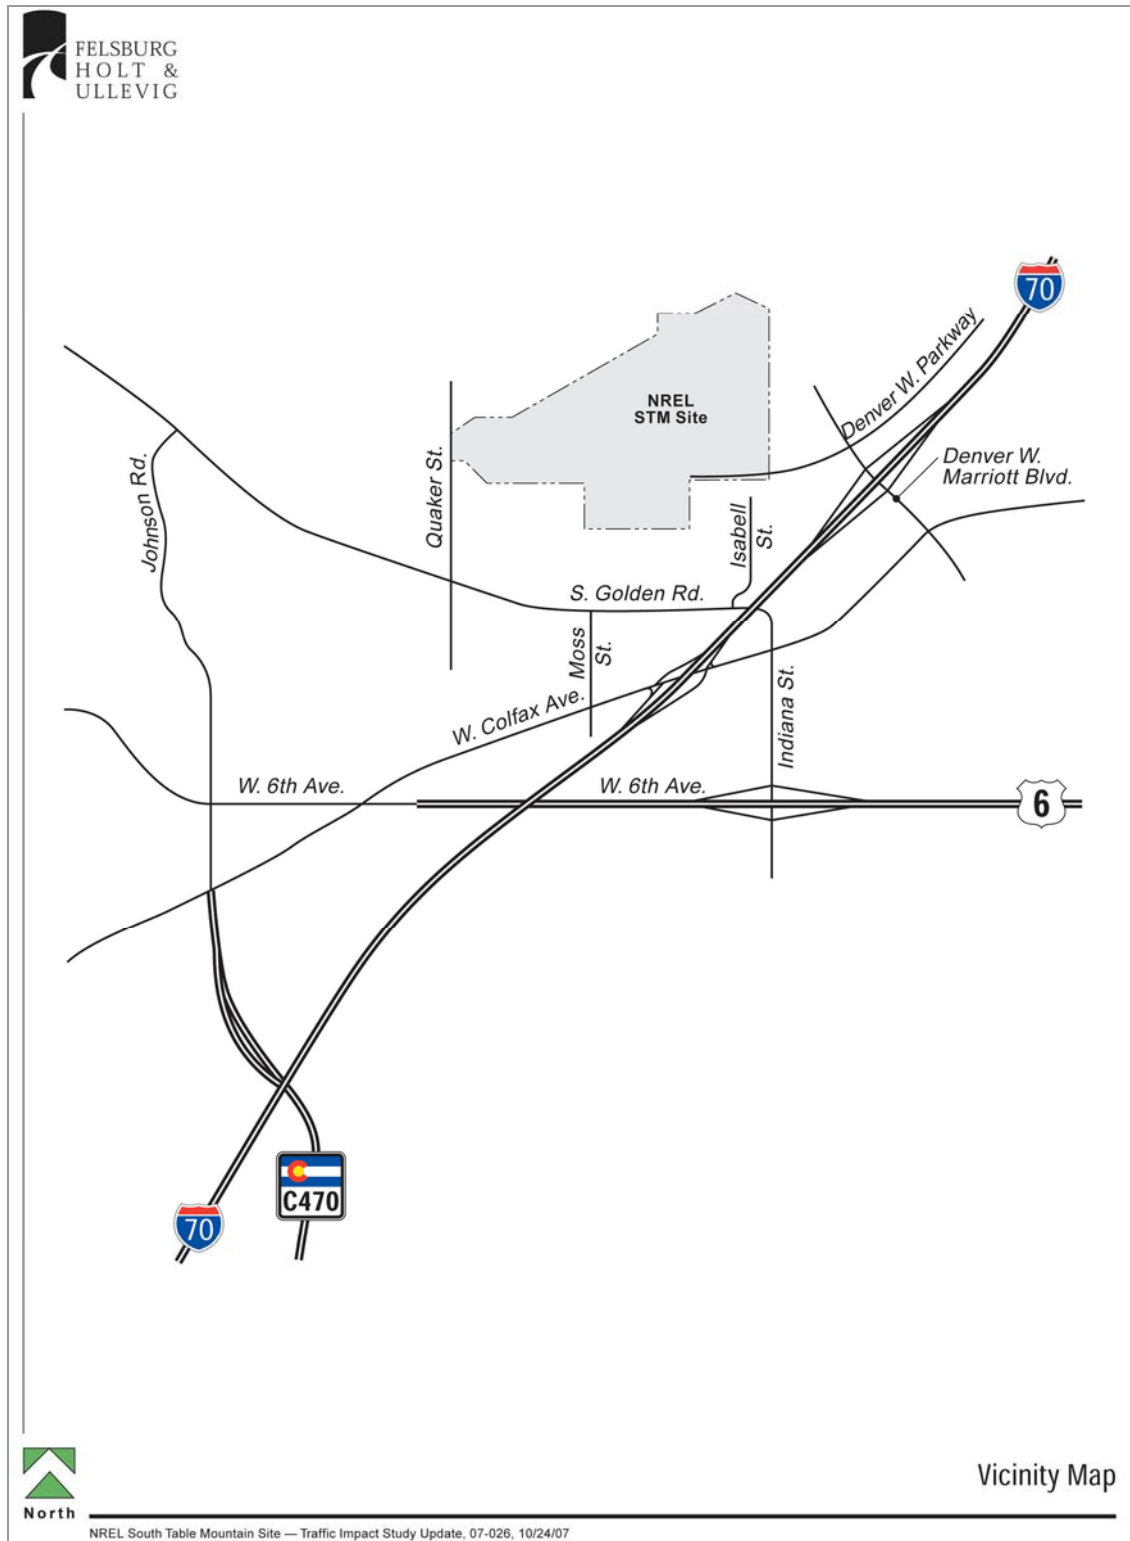 FELSBURG
HOLT &
ULLEVIG
70
Denver W. Parkway
NREL
STM Site
Denver W.
Marriott Blvd.
Johnson Rd.
Quaker St.
Isabell
St.
S. Golden Rd.
Moss
St.
W. Colfax Ave.
Indiana St.
W. 6th Ave.
W. 6th Ave.
6
C470
70
Vicinity Map
North
NREL South Table Mountain Site — Traffic Impact Study Update, 07-026, 10/24/07